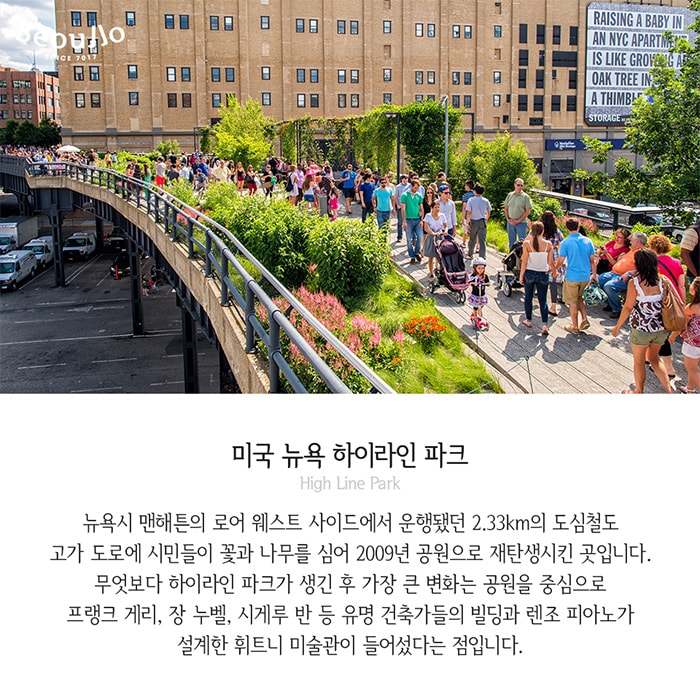 SINCE 7017
RAISING A BABY IN
AN NYC APARTME
IS LIKE GROWING AN
OAK TREE IN
A THIMBL
STORAGE
미국 뉴욕 하이라인 파크
High Line Park
뉴욕시 맨해튼의 로어 웨스트 사이드에서 운행됐던 2.33km의 도심철도
고가 도로에 시민들이 꽃과 나무를 심어 2009년 공원으로 재탄생시킨 곳입니다.
무엇보다 하이라인 파크가 생긴 후 가장 큰 변화는 공원을 중심으로
프랭크 게리, 장 누벨, 시게루 반 등 유명 건축가들의 빌딩과 렌조 피아노가
설계한 휘트니 미술관이 들어섰다는 점입니다.